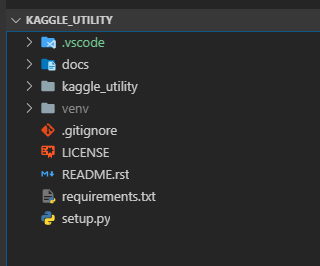 KAGGLE_UTILITY
.vscode
docs
kaggle_utility
venv
.gitignore
LICENSE
README.rst
requirements.txt
setup.py